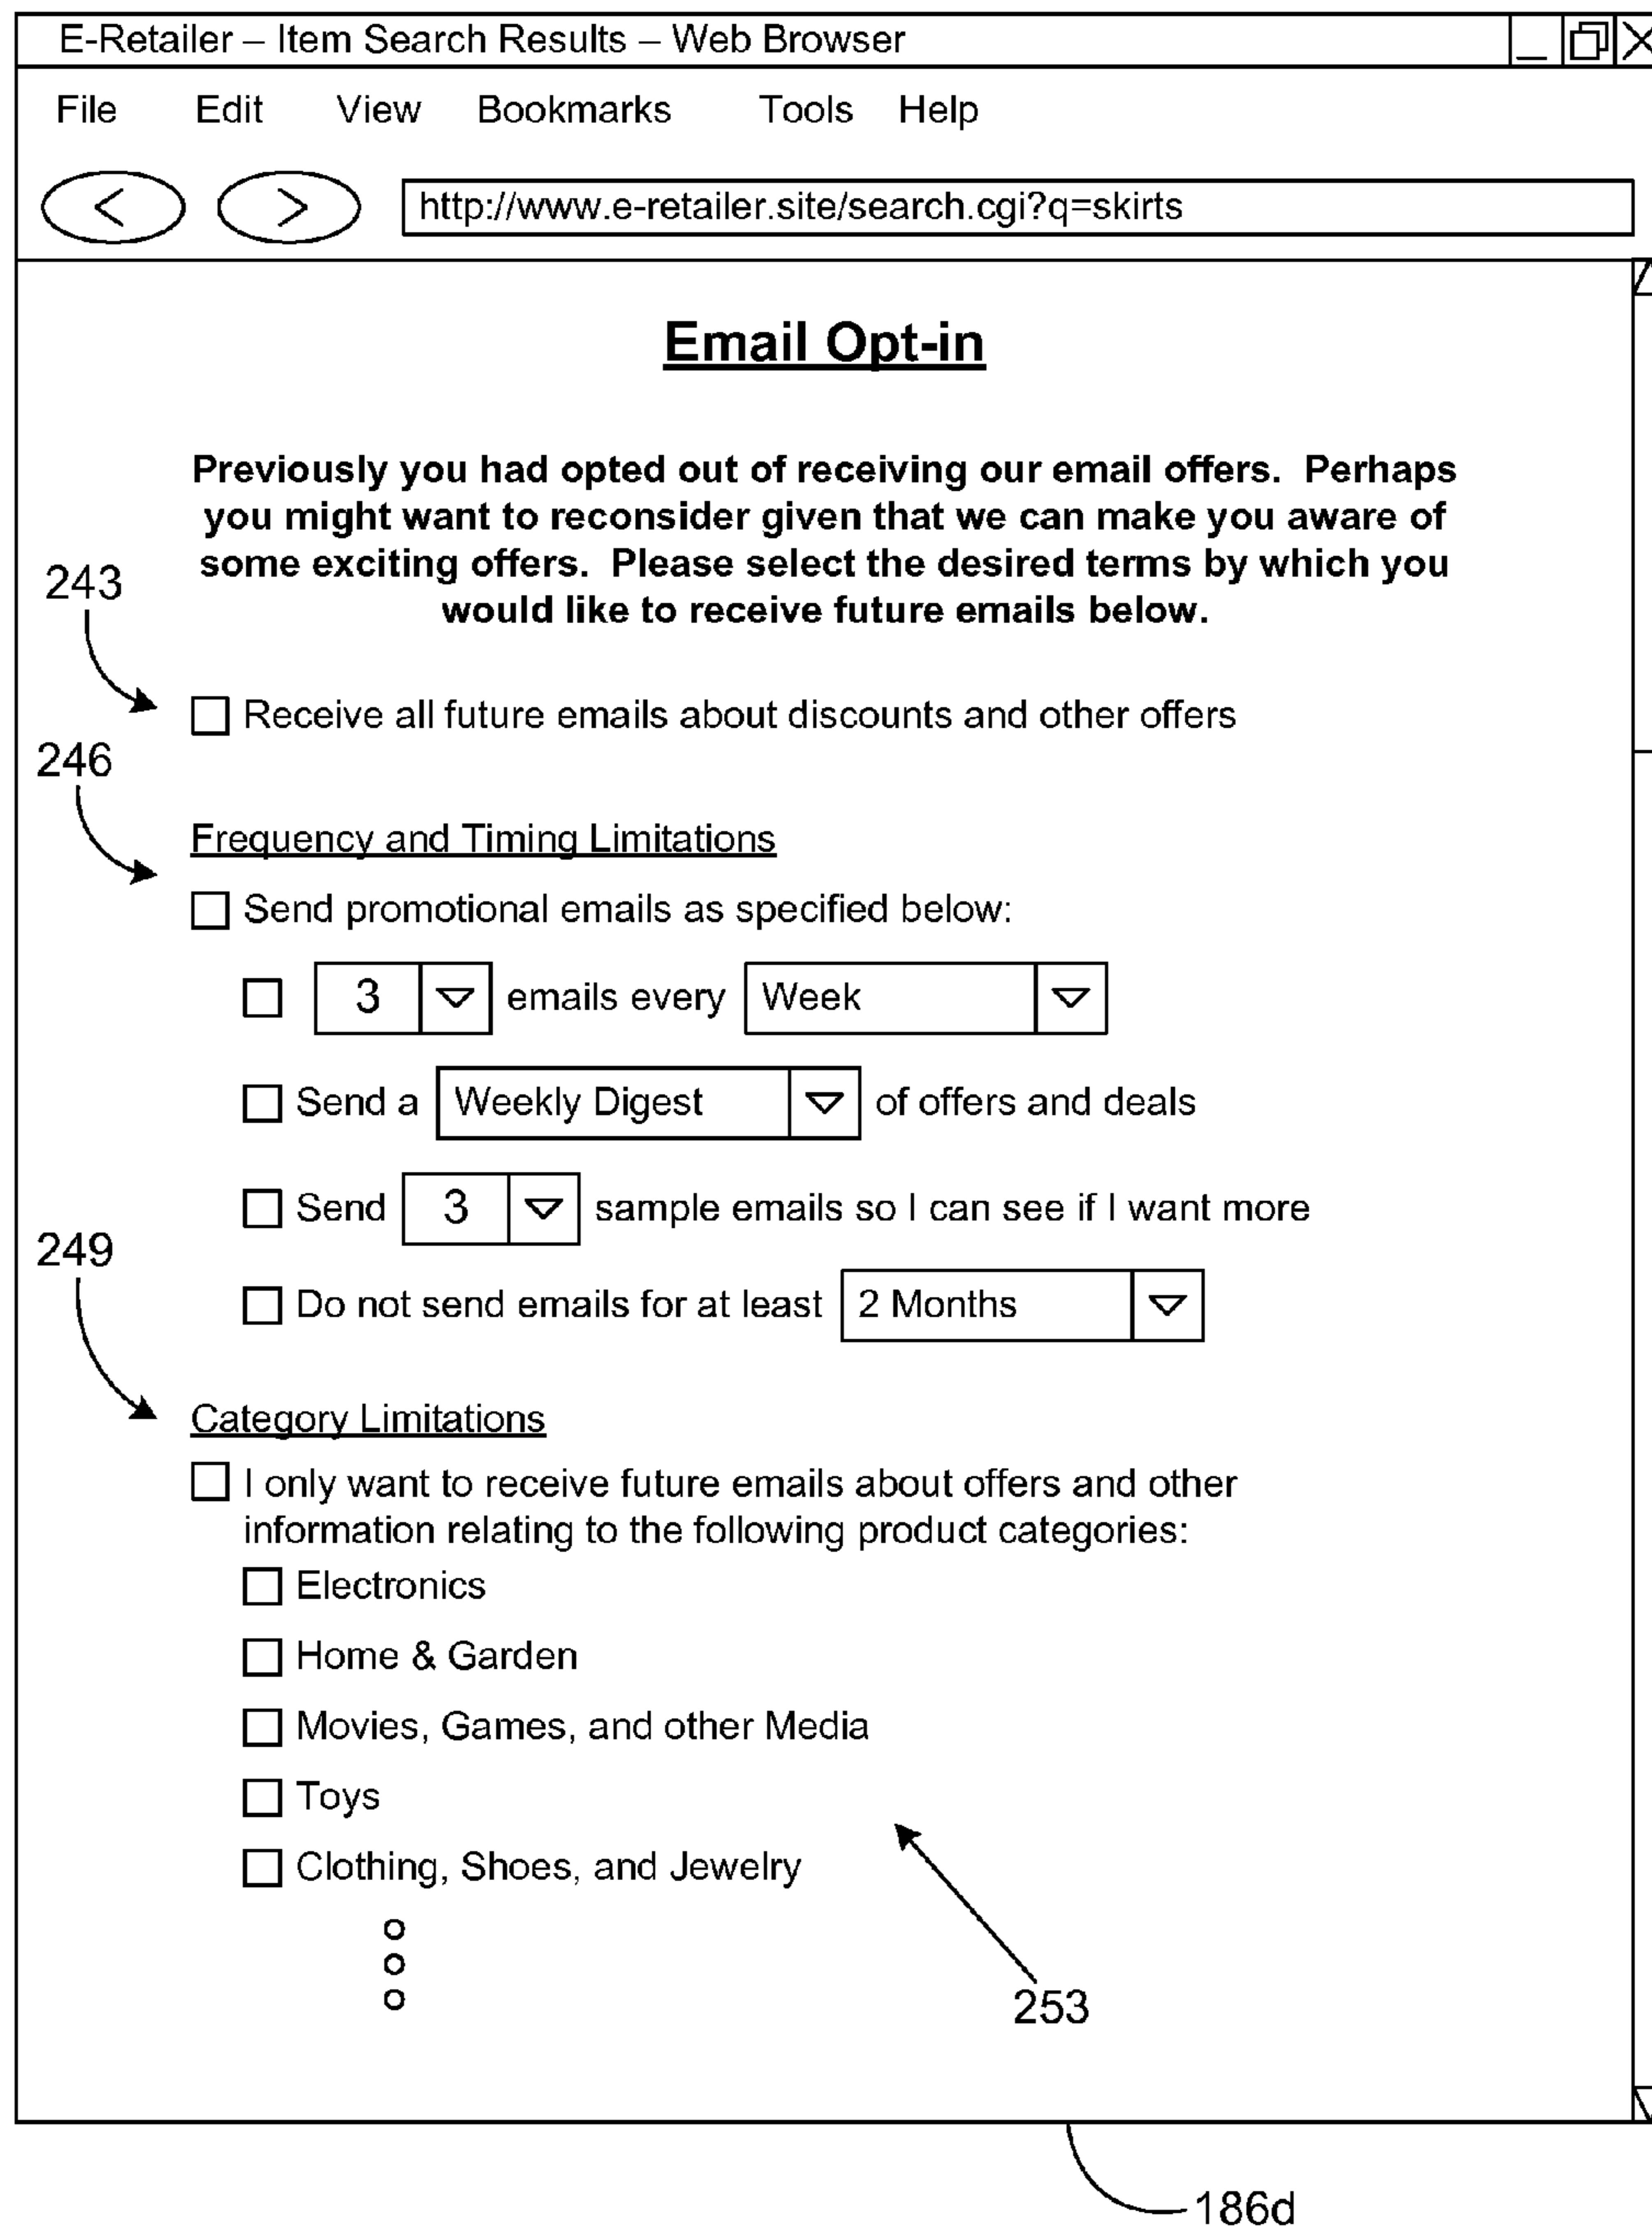 E-Retailer – Item Search Results – Web Browser
File Edit View Bookmarks Tools Help
< > http://www.e-retailer.site/search.cgi?q=skirts
Email Opt-in
Previously you had opted out of receiving our email offers. Perhaps
you might want to reconsider given that we can make you aware of
some exciting offers. Please select the desired terms by which you
would like to receive future emails below.
243
Receive all future emails about discounts and other offers
246
Frequency and Timing Limitations
Send promotional emails as specified below:
3 emails every Week
Send a Weekly Digest of offers and deals
Send 3 sample emails so I can see if I want more
249
Do not send emails for at least 2 Months
Category Limitations
I only want to receive future emails about offers and other
information relating to the following product categories:
Electronics
Home & Garden
Movies, Games, and other Media
Toys
Clothing, Shoes, and Jewelry
253
186d